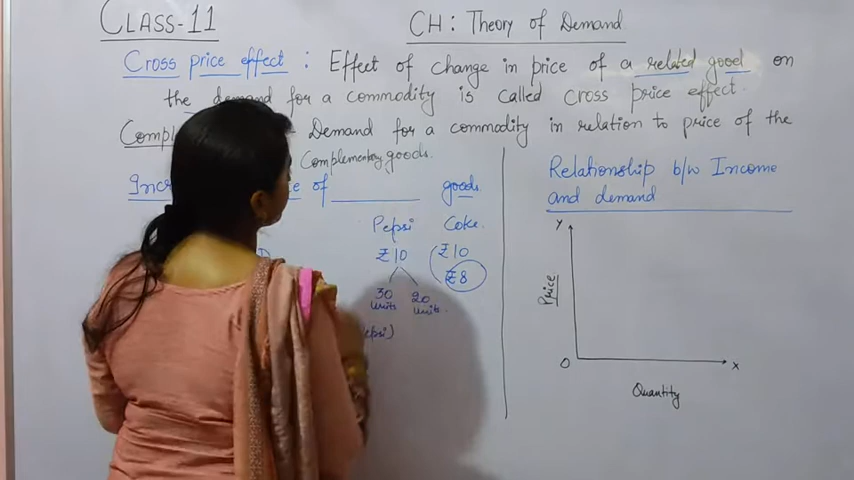 CLASS-11
CH: Theory of Demand
Cross price effect : Effect of change in price of a related good on
the demand for a commodity is called cross price effect.
Demand for a commodity in relation to price of the
Complementary goods.
of ________ goods
Pepsi Coke.
₹10 ₹10
₹8
30 units 20 units.
Relationship b/w Income
and demand
Y
Price
O
X
Quantity